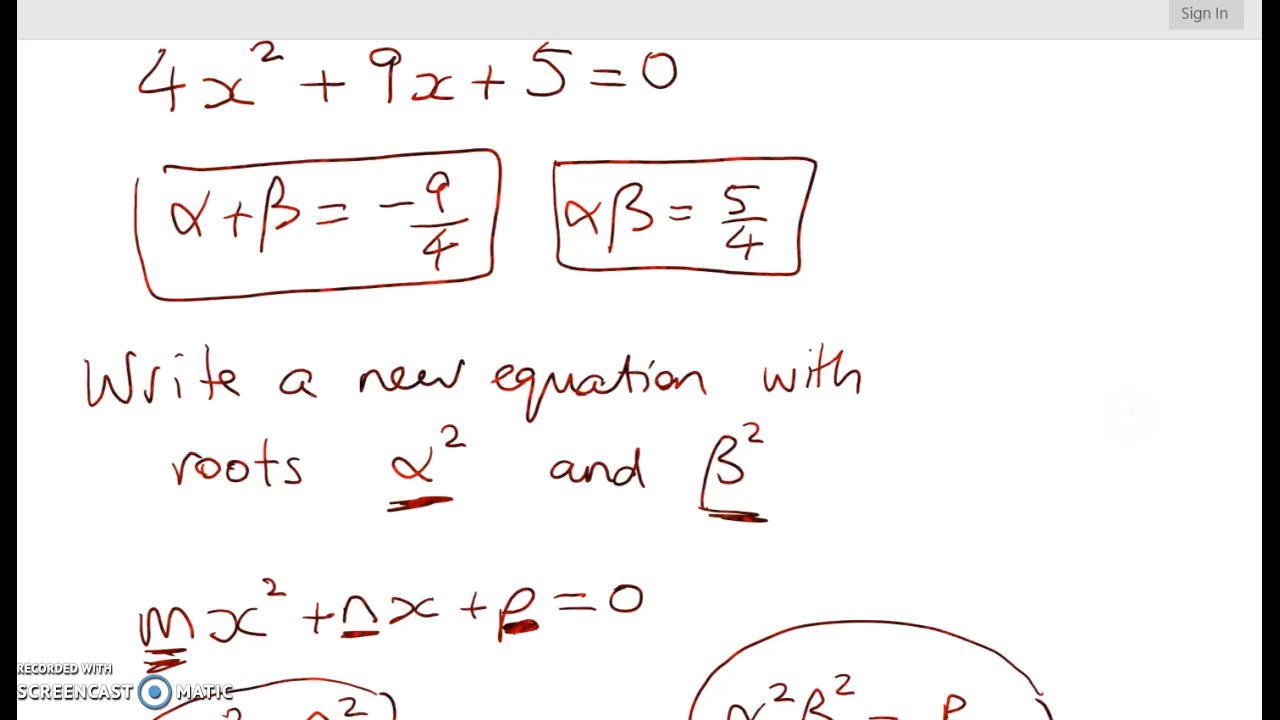 Sign In
4x² + 9x + 5 = 0
α + β = -9/4 αβ = 5/4
Write a new equation with
roots α² and β²
mx² + nx + p = 0
RECORDED WITH
SCREENCAST MATIC
α²β² = p